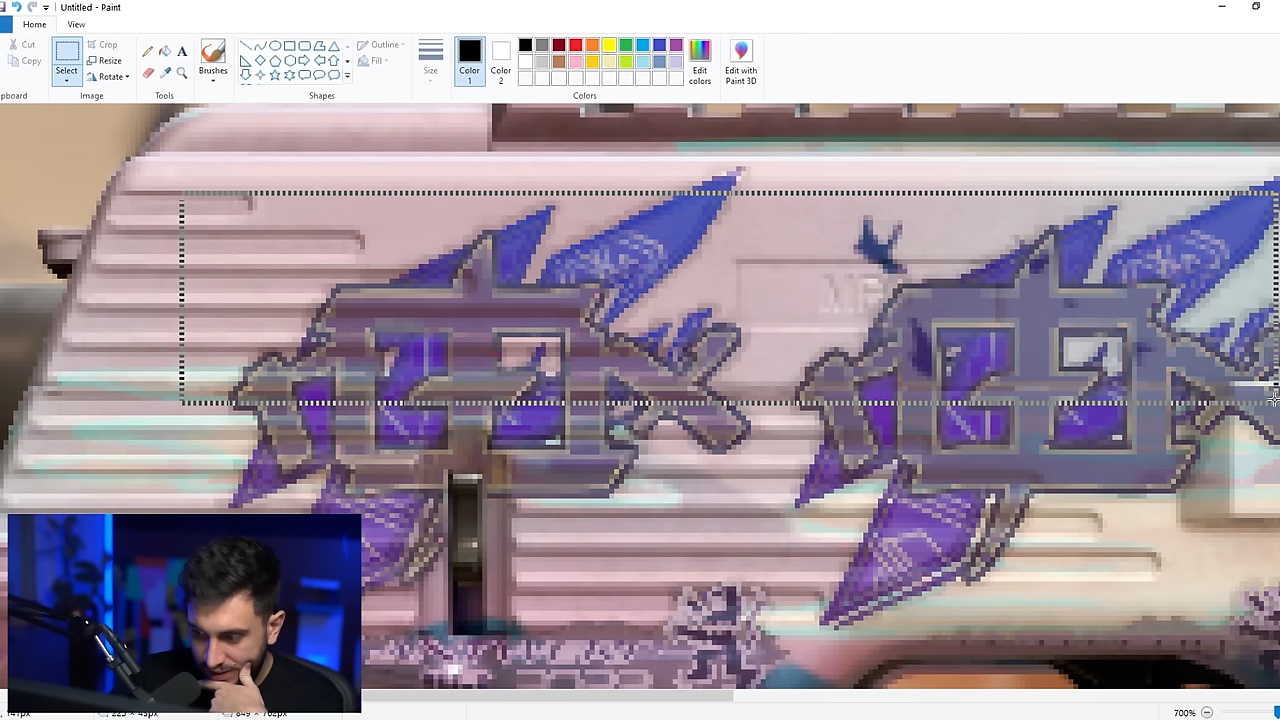 Untitled - Paint
Home View
Cut
Copy
Select
Crop
Resize
Rotate
Brushes
Outline
Fill
Size
Color
1
Color
2
Edit
colors
Edit with
Paint 3D
Image
Tools
Shapes
Colors
700%